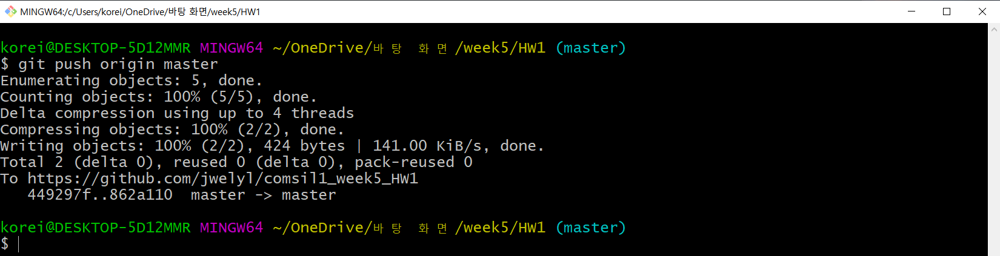 MINGW64:/c/Users/korei/OneDrive/바탕 화면/week5/HW1
korei@DESKTOP-5D12MMR MINGW64 ~/OneDrive/바탕 화면/week5/HW1 (master)
$ git push origin master
Enumerating objects: 5, done.
Counting objects: 100% (5/5), done.
Delta compression using up to 4 threads
Compressing objects: 100% (2/2), done.
Writing objects: 100% (2/2), 424 bytes | 141.00 KiB/s, done.
Total 2 (delta 0), reused 0 (delta 0), pack-reused 0
To https://github.com/jwelyl/comsil1_week5_HW1
   449297f..862a110  master -> master
korei@DESKTOP-5D12MMR MINGW64 ~/OneDrive/바탕 화면/week5/HW1 (master)
$